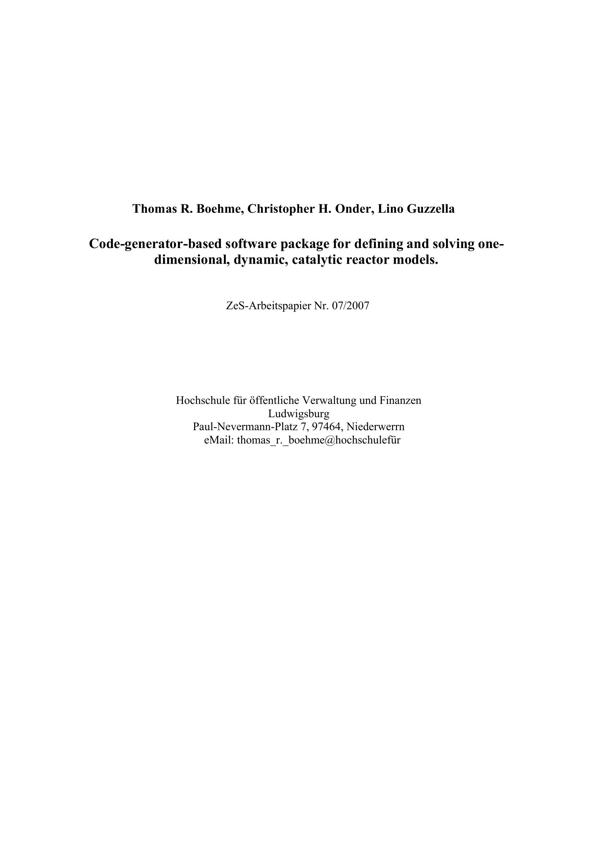 Thomas R. Boehme, Christopher H. Onder, Lino Guzzella
Code-generator-based software package for defining and solving one-
dimensional, dynamic, catalytic reactor models.
ZeS-Arbeitspapier Nr. 07/2007
Hochschule für öffentliche Verwaltung und Finanzen
Ludwigsburg
Paul-Nevermann-Platz 7, 97464, Niederwerrn
eMail: thomas_r._boehme@hochschulefür